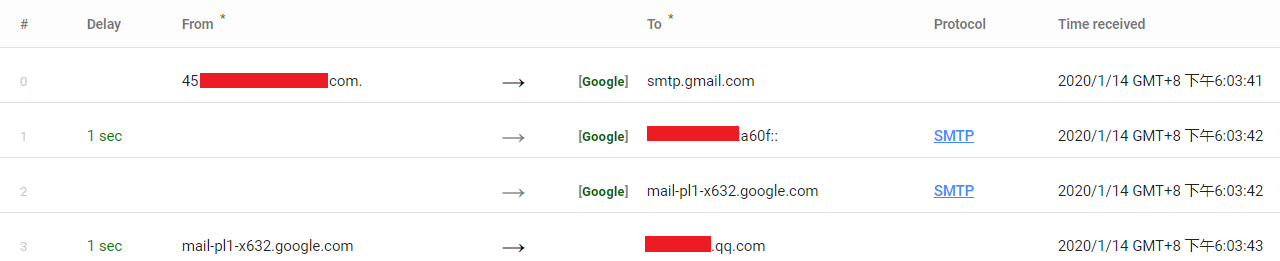 # Delay From * To * Protocol Time received
0 45 com. → [Google] smtp.gmail.com 2020/1/14 GMT+8 下午6:03:41
1 1 sec → [Google] a60f:: SMTP 2020/1/14 GMT+8 下午6:03:42
2 → [Google] mail-pl1-x632.google.com SMTP 2020/1/14 GMT+8 下午6:03:42
3 1 sec mail-pl1-x632.google.com → .qq.com 2020/1/14 GMT+8 下午6:03:43